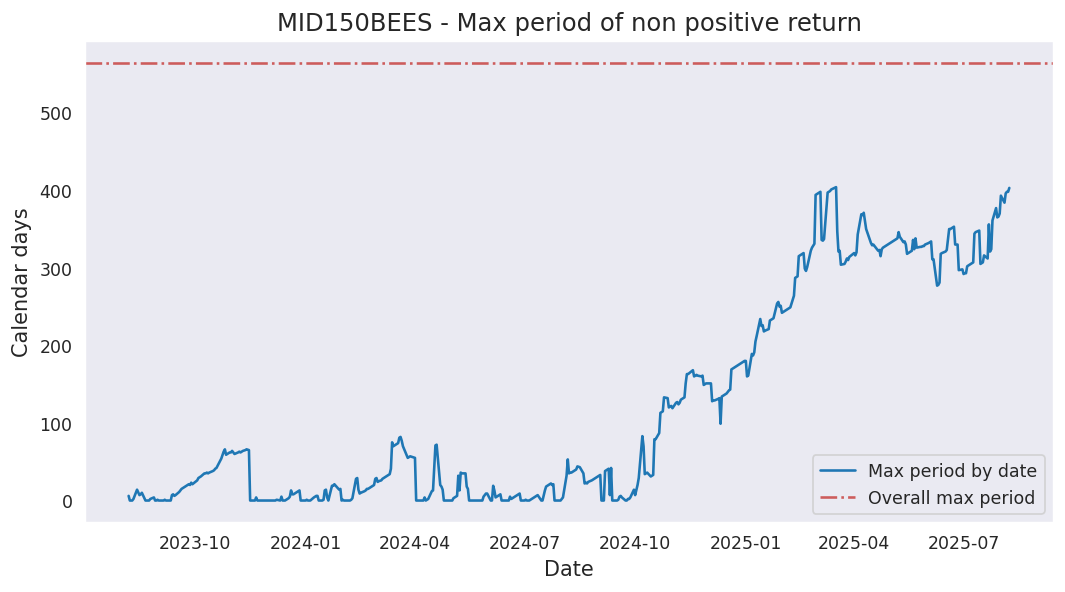 MID150BEES - Max period of non positive return
Calendar days
500
400
300
200
100
0
Max period by date
Overall max period
2023-10 2024-01 2024-04 2024-07 2024-10 2025-01 2025-04 2025-07
Date